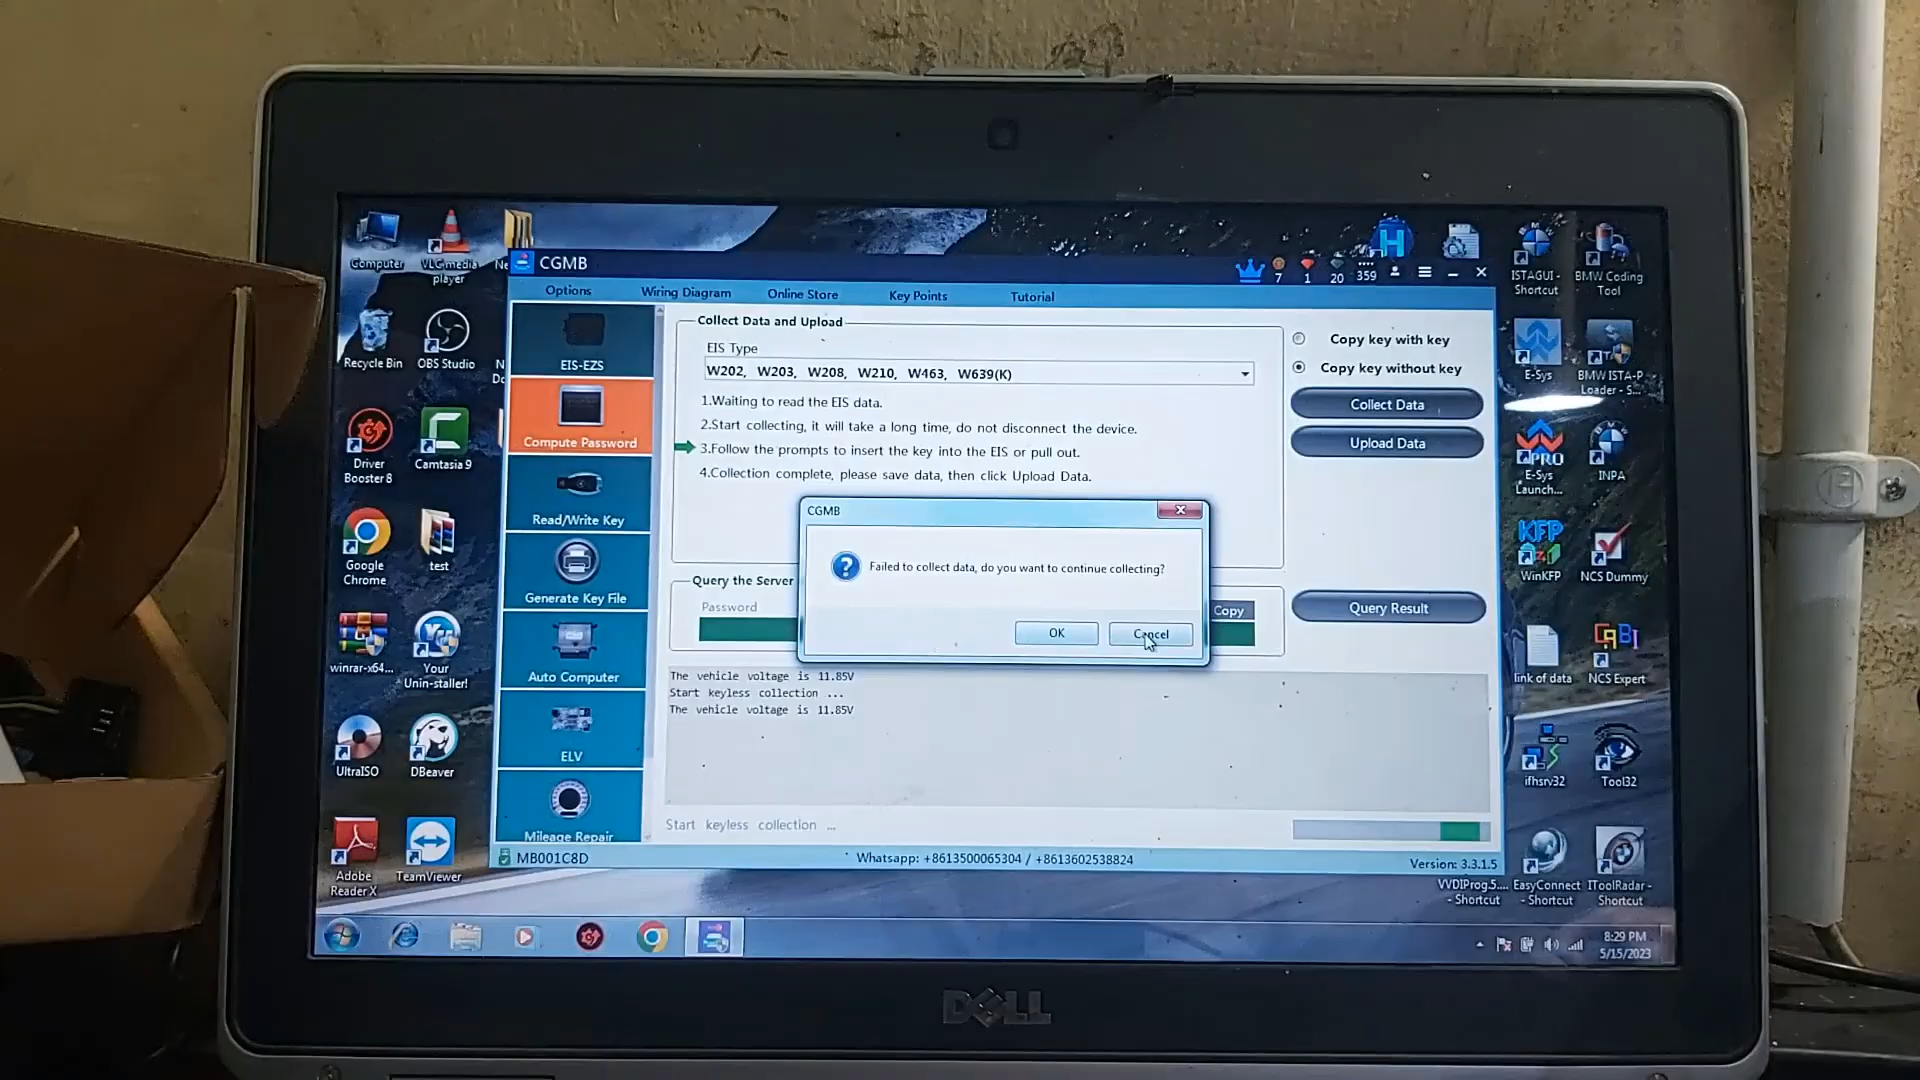 Computer
VLC media
player
Recycle Bin
OBS Studio
Driver
Booster 8
Camtasia 9
Google
Chrome
test
winrar-x64...
Your
Unin-staller!
UltraISO
DBeaver
Adobe
Reader X
TeamViewer
CGMB
7
1
20
359
Options
Wiring Diagram
Online Store
Key Points
Tutorial
EIS-EZS
Compute Password
Read/Write Key
Generate Key File
Auto Computer
ELV
Mileage Repair
Collect Data and Upload
EIS Type
W202, W203, W208, W210, W463, W639(K)
1.Waiting to read the EIS data.
2.Start collecting, it will take a long time, do not disconnect the device.
3.Follow the prompts to insert the key into the EIS or pull out.
4.Collection complete, please save data, then click Upload Data.
Copy key with key
Copy key without key
Collect Data
Upload Data
CGMB
Failed to collect data, do you want to continue collecting?
OK
Cancel
Query the Server
Password
Copy
Query Result
The vehicle voltage is 11.85V
Start keyless collection ...
The vehicle voltage is 11.85V
Start keyless collection ...
MB001C8D
Whatsapp: +8613500065304 / +8613602538824
Version: 3.3.1.5
ISTAGUI -
Shortcut
BMW Coding
Tool
E-Sys
BMW ISTA-P
Loader - S...
PRO
E-Sys
Launch...
INPA
KFP
WinKFP
NCS Dummy
link of data
NCS Expert
ifhsrv32
Tool32
VVDIProg5....
- Shortcut
EasyConnect
- Shortcut
IToolRadar -
Shortcut
8:29 PM
5/15/2023
DELL